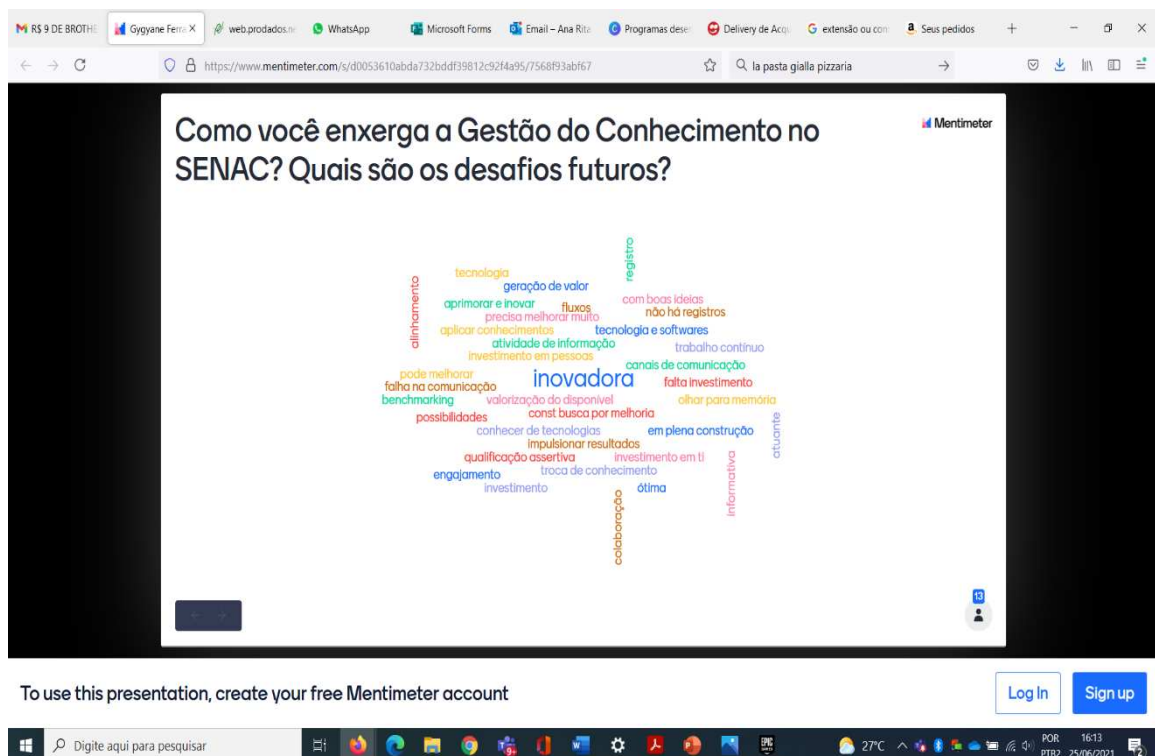 R$ 9 DE BROTHE
Gygyane Ferra
web.prodados.n
WhatsApp
Microsoft Forms
Email – Ana Rita
Programas deser
Delivery de Acqu
extensão ou con
Seus pedidos
https://www.mentimeter.com/s/d0053610abda732bddf39812c92f4a95/7568f93abf67
la pasta gialla pizzaria
Como você enxerga a Gestão do Conhecimento no
SENAC? Quais são os desafios futuros?
Mentimeter
registro
tecnologia
alinhamento
geração de valor
com boas ideias
aprimorar e inovar
fluxos
não há registros
precisa melhorar muito
aplicar conhecimentos
tecnologia e softwares
atividade de informação
trabalho contínuo
investimento em pessoas
canais de comunicação
pode melhorar
inovadora
falta investimento
falha na comunicação
benchmarking
valorização do disponível
olhar para memória
possibilidades
const busca por melhoria
atuante
conhecer de tecnologias
em plena construção
impulsionar resultados
qualificação assertiva
investimento em ti
informativa
engajamento
troca de conhecimento
investimento
ótima
colaboração
13
To use this presentation, create your free Mentimeter account
Log In
Sign up
Digite aqui para pesquisar
27°C
POR
PTB2
16:13
25/06/2021